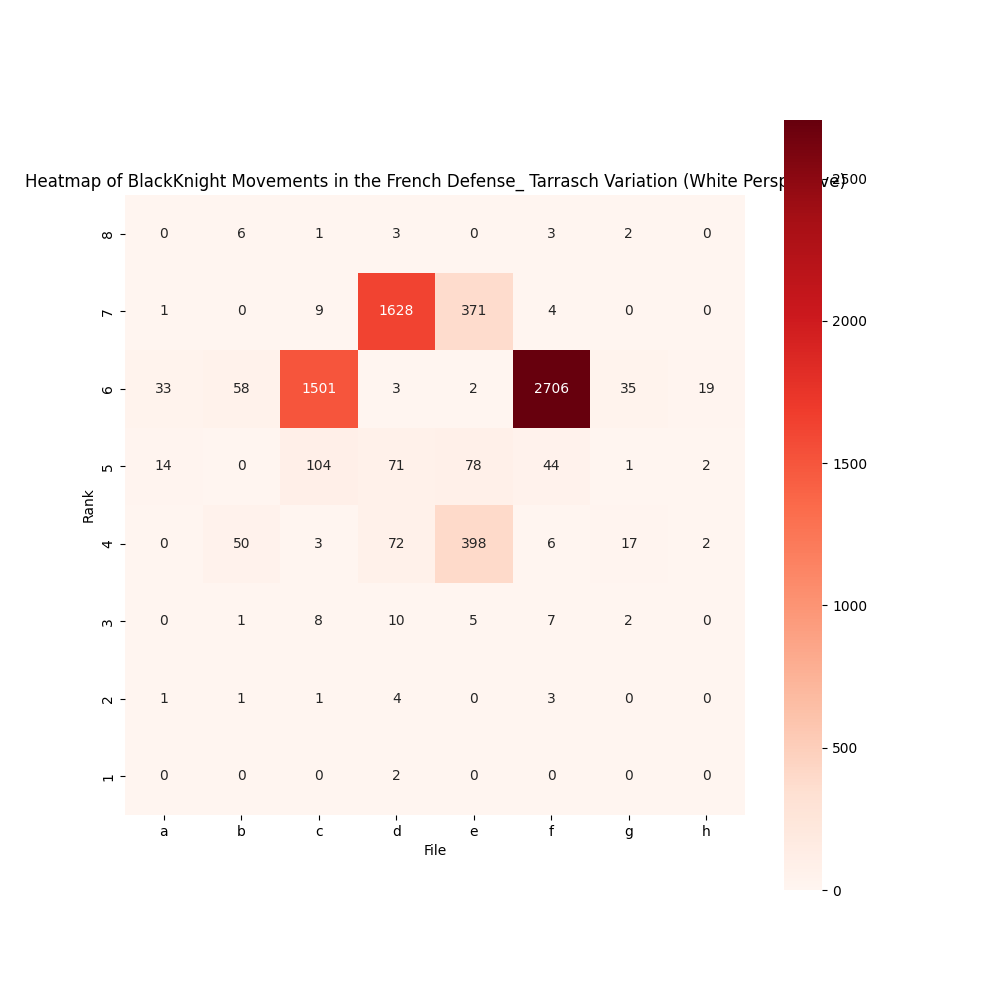 Heatmap of BlackKnight Movements in the French Defense_ Tarrasch Variation (White Perspective)
2500
8 0 6 1 3 0 3 2 0
7 1 0 9 1628 371 4 0 0
2000
6 33 58 1501 3 2 2706 35 19
1500
5 14 0 104 71 78 44 1 2
Rank
4 0 50 3 72 398 6 17 2
1000
3 0 1 8 10 5 7 2 0
2 1 1 1 4 0 3 0 0
500
1 0 0 0 2 0 0 0 0
a b c d e f g h
File
0